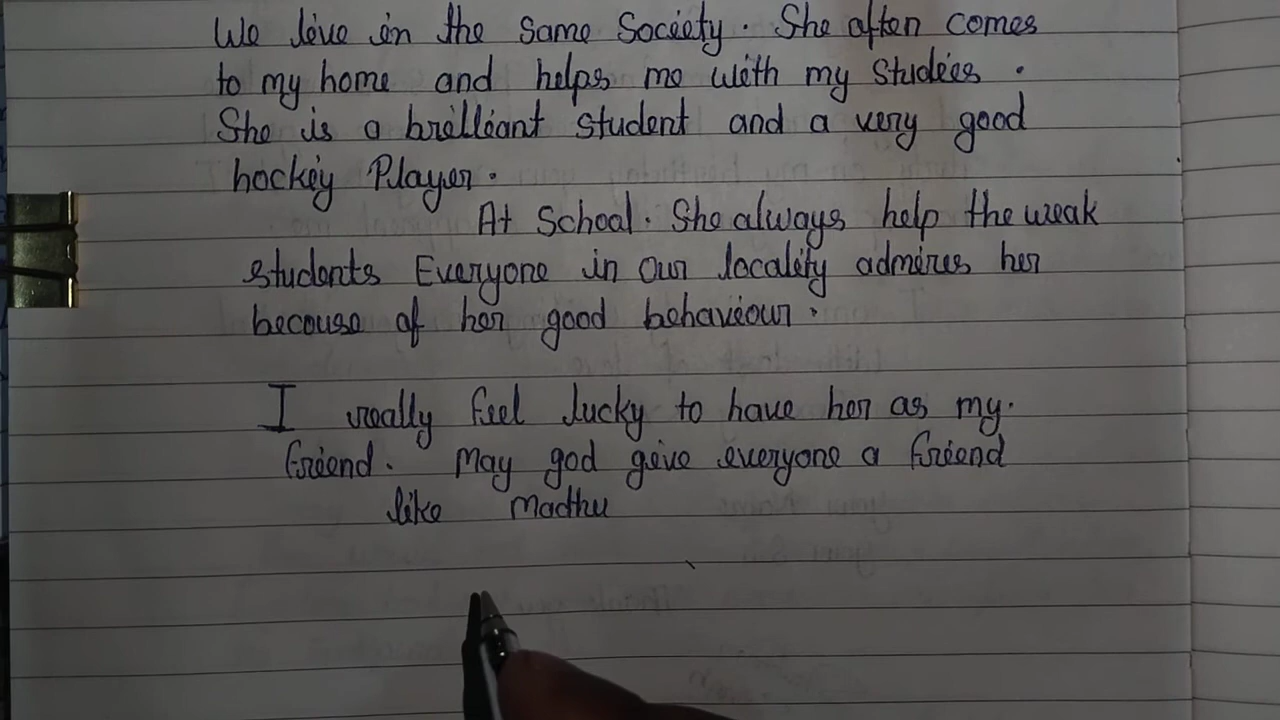 We live in the Same Society. She often comes
to my home and helps me with my Studies.
She is a brilliant student and a very good
hockey Player.
At School. She always help the weak
students Everyone in our locality admires her
because of her good behaviour.
I really feel lucky to have her as my.
friend. May god give everyone a friend
like Madhu